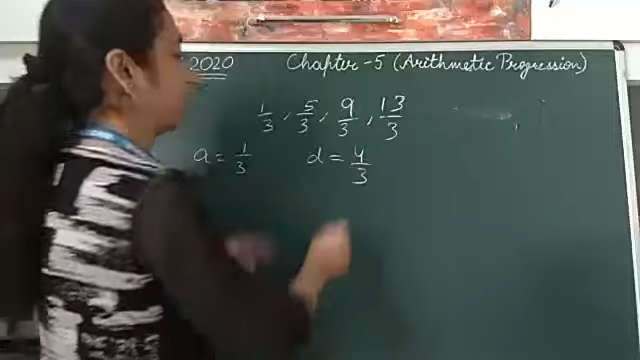 2020 Chapter-5 (Arithmetic Progression)
1/3, 5/3, 9/3, 13/3
a = 1/3 d = 4/3